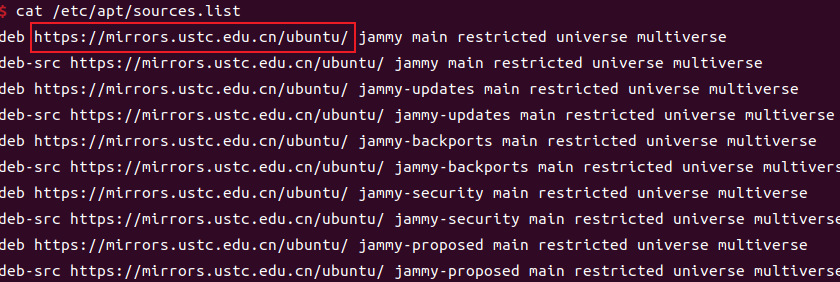 $ cat /etc/apt/sources.list
deb https://mirrors.ustc.edu.cn/ubuntu/ jammy main restricted universe multiverse
deb-src https://mirrors.ustc.edu.cn/ubuntu/ jammy main restricted universe multiverse
deb https://mirrors.ustc.edu.cn/ubuntu/ jammy-updates main restricted universe multiverse
deb-src https://mirrors.ustc.edu.cn/ubuntu/ jammy-updates main restricted universe multiverse
deb https://mirrors.ustc.edu.cn/ubuntu/ jammy-backports main restricted universe multiverse
deb-src https://mirrors.ustc.edu.cn/ubuntu/ jammy-backports main restricted universe multivers
deb https://mirrors.ustc.edu.cn/ubuntu/ jammy-security main restricted universe multiverse
deb-src https://mirrors.ustc.edu.cn/ubuntu/ jammy-security main restricted universe multiverse
deb https://mirrors.ustc.edu.cn/ubuntu/ jammy-proposed main restricted universe multiverse
deb-src https://mirrors.ustc.edu.cn/ubuntu/ jammy-proposed main restricted universe multiverse